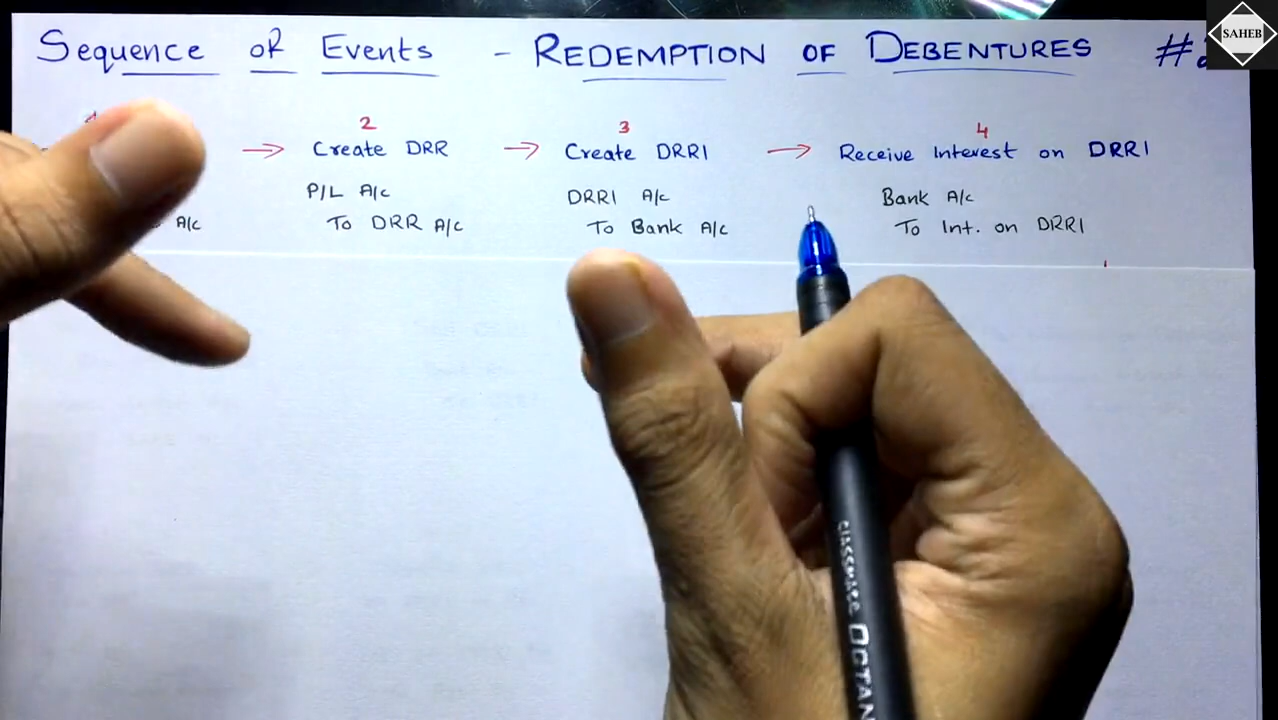 Sequence of Events - REDEMPTION OF DEBENTURES #
SAHEB
2 3 4
→ Create DRR → Create DRRI → Receive Interest on DRRI
P/L A/c DRRI A/c Bank A/c
A/c To DRR A/c To Bank A/c To Int. on DRRI
CLASSMATE OCTAN